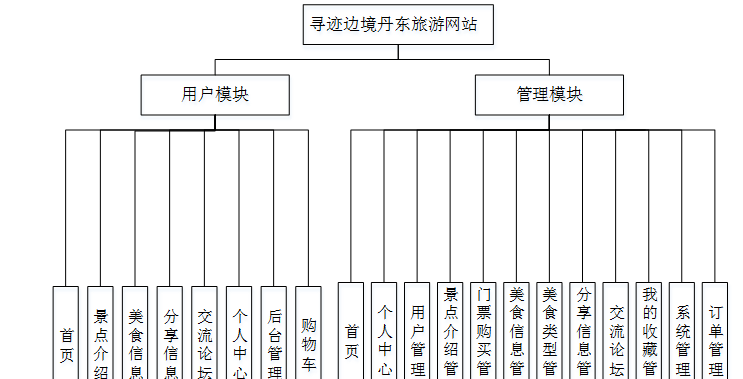 寻迹边境丹东旅游网站
用户模块
管理模块
首页
景点介绍
美食信息
分享信息
交流论坛
个人中心
后台管理
购物车
首页
个人中心
用户管理
景点介绍管
门票购买管
美食信息管
美食类型管
分享信息管
交流论坛
我的收藏管
系统管理
订单管理